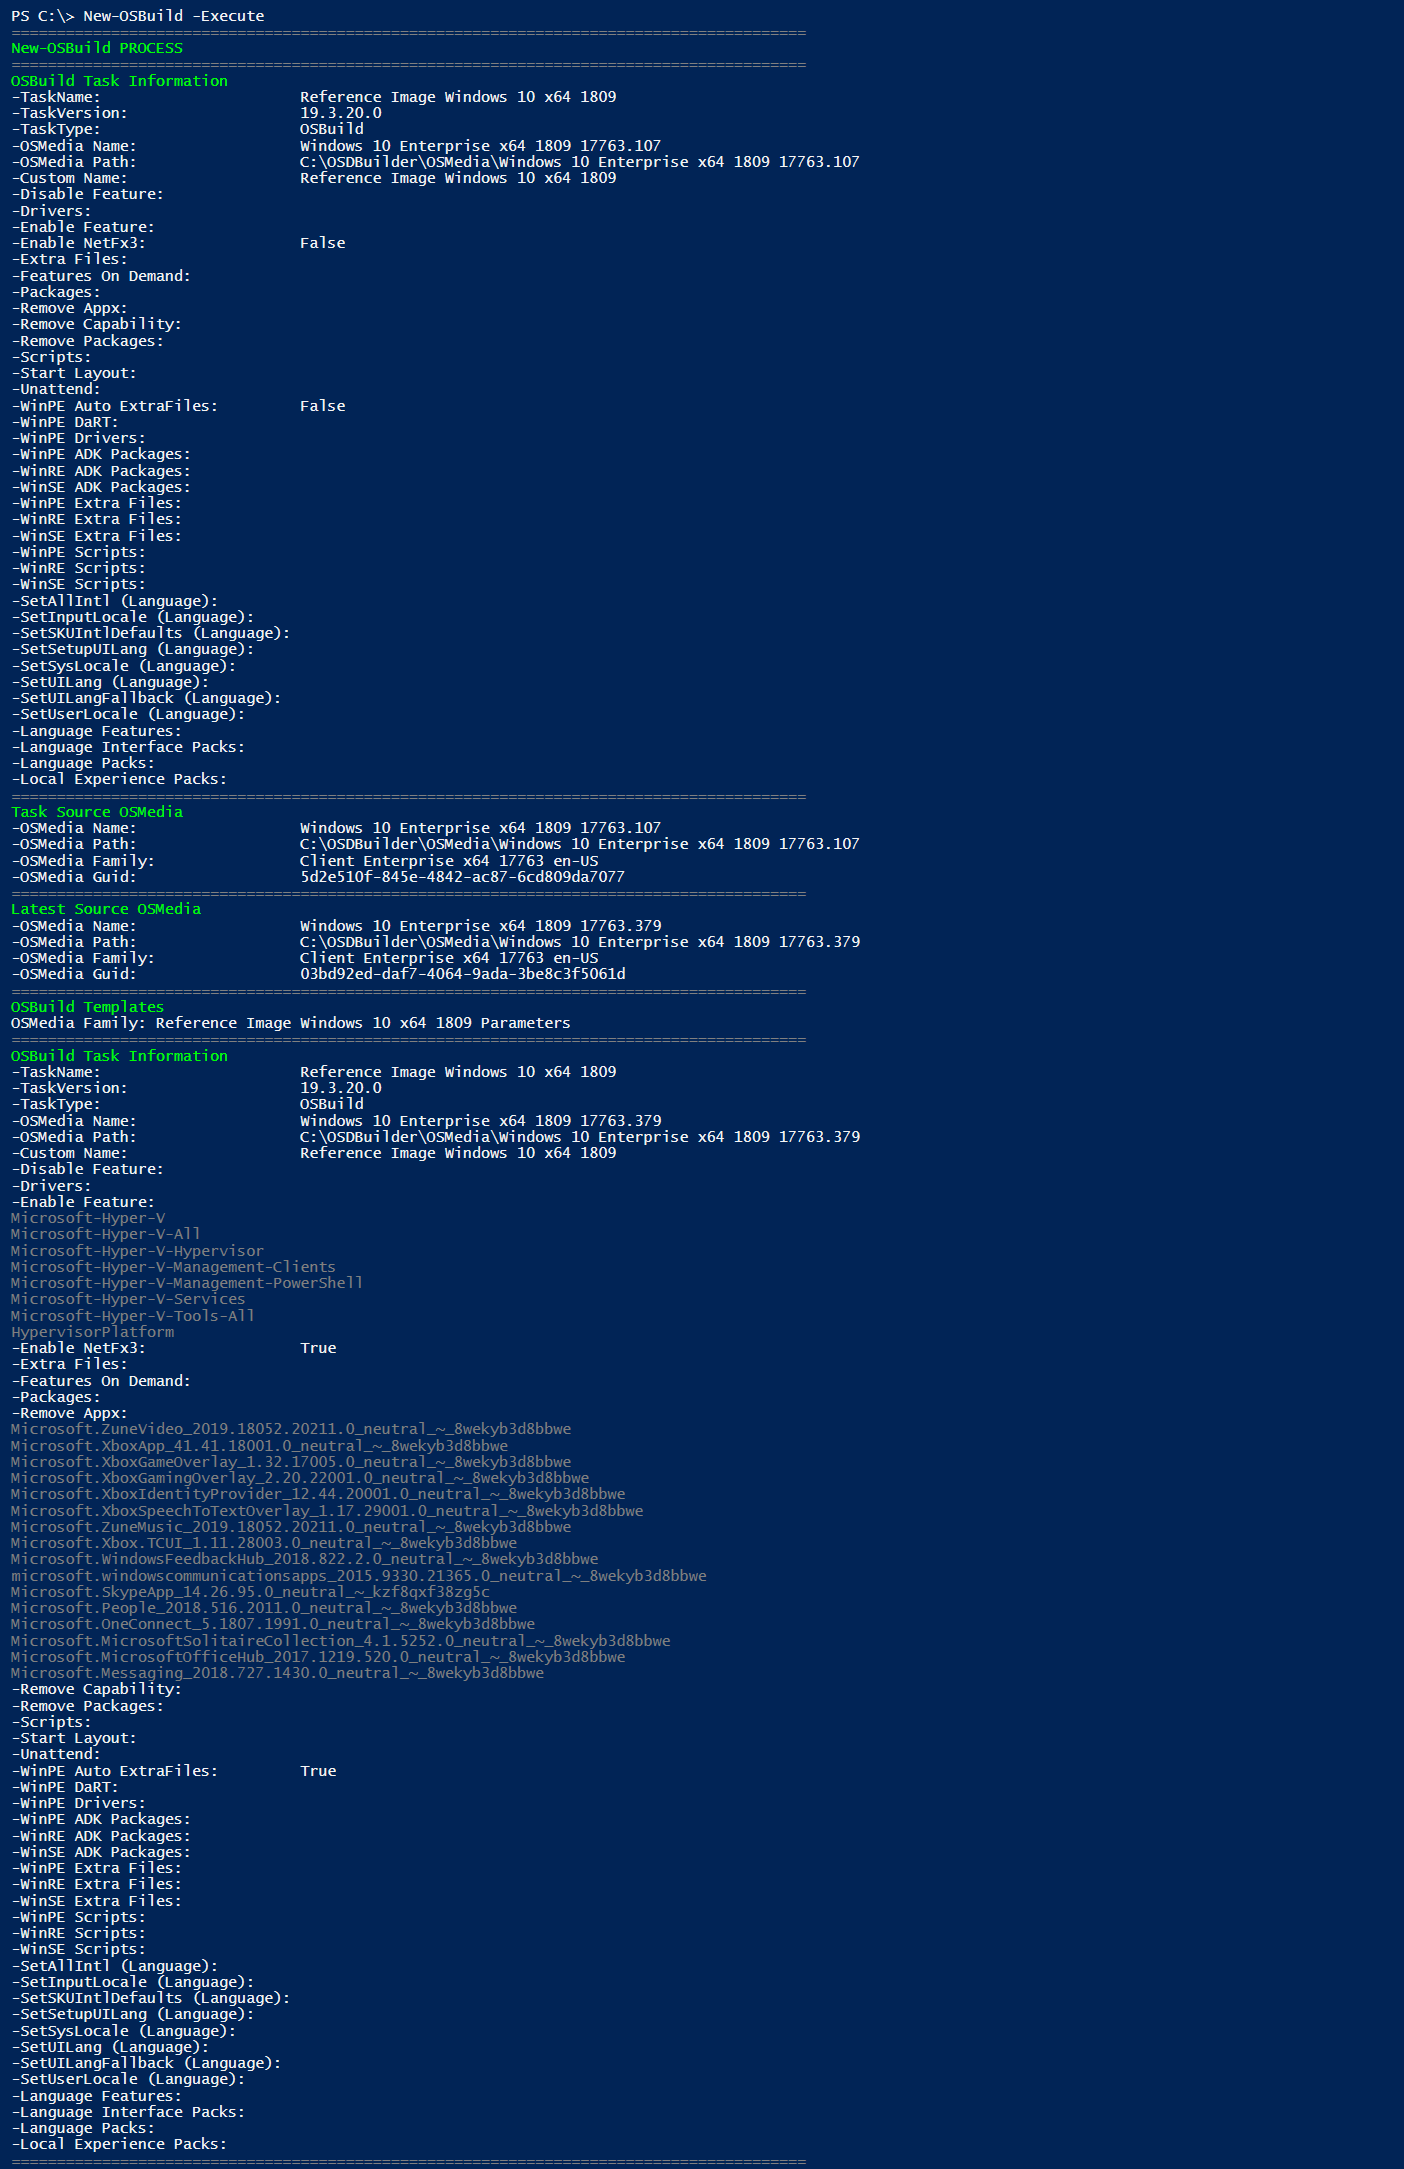 PS C:\> New-OSBuild -Execute
========================================================================================
New-OSBuild PROCESS
========================================================================================
OSBuild Task Information
-TaskName: Reference Image Windows 10 x64 1809
-TaskVersion: 19.3.20.0
-TaskType: OSBuild
-OSMedia Name: Windows 10 Enterprise x64 1809 17763.107
-OSMedia Path: C:\OSDBuilder\OSMedia\Windows 10 Enterprise x64 1809 17763.107
-Custom Name: Reference Image Windows 10 x64 1809
-Disable Feature:
-Drivers:
-Enable Feature:
-Enable NetFx3: False
-Extra Files:
-Features On Demand:
-Packages:
-Remove Appx:
-Remove Capability:
-Remove Packages:
-Scripts:
-Start Layout:
-Unattend:
-WinPE Auto ExtraFiles: False
-WinPE DaRT:
-WinPE Drivers:
-WinPE ADK Packages:
-WinRE ADK Packages:
-WinSE ADK Packages:
-WinPE Extra Files:
-WinRE Extra Files:
-WinSE Extra Files:
-WinPE Scripts:
-WinRE Scripts:
-WinSE Scripts:
-SetAllIntl (Language):
-SetInputLocale (Language):
-SetSKUIntlDefaults (Language):
-SetSetupUILang (Language):
-SetSysLocale (Language):
-SetUILang (Language):
-SetUILangFallback (Language):
-SetUserLocale (Language):
-Language Features:
-Language Interface Packs:
-Language Packs:
-Local Experience Packs:
========================================================================================
Task Source OSMedia
-OSMedia Name: Windows 10 Enterprise x64 1809 17763.107
-OSMedia Path: C:\OSDBuilder\OSMedia\Windows 10 Enterprise x64 1809 17763.107
-OSMedia Family: Client Enterprise x64 17763 en-US
-OSMedia Guid: 5d2e510f-845e-4842-ac87-6cd809da7077
========================================================================================
Latest Source OSMedia
-OSMedia Name: Windows 10 Enterprise x64 1809 17763.379
-OSMedia Path: C:\OSDBuilder\OSMedia\Windows 10 Enterprise x64 1809 17763.379
-OSMedia Family: Client Enterprise x64 17763 en-US
-OSMedia Guid: 03bd92ed-daf7-4064-9ada-3be8c3f5061d
========================================================================================
OSBuild Templates
OSMedia Family: Reference Image Windows 10 x64 1809 Parameters
========================================================================================
OSBuild Task Information
-TaskName: Reference Image Windows 10 x64 1809
-TaskVersion: 19.3.20.0
-TaskType: OSBuild
-OSMedia Name: Windows 10 Enterprise x64 1809 17763.379
-OSMedia Path: C:\OSDBuilder\OSMedia\Windows 10 Enterprise x64 1809 17763.379
-Custom Name: Reference Image Windows 10 x64 1809
-Disable Feature:
-Drivers:
-Enable Feature:
Microsoft-Hyper-V
Microsoft-Hyper-V-All
Microsoft-Hyper-V-Hypervisor
Microsoft-Hyper-V-Management-Clients
Microsoft-Hyper-V-Management-PowerShell
Microsoft-Hyper-V-Services
Microsoft-Hyper-V-Tools-All
HypervisorPlatform
-Enable NetFx3: True
-Extra Files:
-Features On Demand:
-Packages:
-Remove Appx:
Microsoft.ZuneVideo_2019.18052.20211.0_neutral_~_8wekyb3d8bbwe
Microsoft.XboxApp_41.41.18001.0_neutral_~_8wekyb3d8bbwe
Microsoft.XboxGameOverlay_1.32.17005.0_neutral_~_8wekyb3d8bbwe
Microsoft.XboxGamingOverlay_2.20.22001.0_neutral_~_8wekyb3d8bbwe
Microsoft.XboxIdentityProvider_12.44.20001.0_neutral_~_8wekyb3d8bbwe
Microsoft.XboxSpeechToTextOverlay_1.17.29001.0_neutral_~_8wekyb3d8bbwe
Microsoft.ZuneMusic_2019.18052.20211.0_neutral_~_8wekyb3d8bbwe
Microsoft.Xbox.TCUI_1.11.28003.0_neutral_~_8wekyb3d8bbwe
Microsoft.WindowsFeedbackHub_2018.822.2.0_neutral_~_8wekyb3d8bbwe
microsoft.windowscommunicationsapps_2015.9330.21365.0_neutral_~_8wekyb3d8bbwe
Microsoft.SkypeApp_14.26.95.0_neutral_~_kzf8qxf38zg5c
Microsoft.People_2018.516.2011.0_neutral_~_8wekyb3d8bbwe
Microsoft.OneConnect_5.1807.1991.0_neutral_~_8wekyb3d8bbwe
Microsoft.MicrosoftSolitaireCollection_4.1.5252.0_neutral_~_8wekyb3d8bbwe
Microsoft.MicrosoftOfficeHub_2017.1219.520.0_neutral_~_8wekyb3d8bbwe
Microsoft.Messaging_2018.727.1430.0_neutral_~_8wekyb3d8bbwe
-Remove Capability:
-Remove Packages:
-Scripts:
-Start Layout:
-Unattend:
-WinPE Auto ExtraFiles: True
-WinPE DaRT:
-WinPE Drivers:
-WinPE ADK Packages:
-WinRE ADK Packages:
-WinSE ADK Packages:
-WinPE Extra Files:
-WinRE Extra Files:
-WinSE Extra Files:
-WinPE Scripts:
-WinRE Scripts:
-WinSE Scripts:
-SetAllIntl (Language):
-SetInputLocale (Language):
-SetSKUIntlDefaults (Language):
-SetSetupUILang (Language):
-SetSysLocale (Language):
-SetUILang (Language):
-SetUILangFallback (Language):
-SetUserLocale (Language):
-Language Features:
-Language Interface Packs:
-Language Packs:
-Local Experience Packs:
========================================================================================